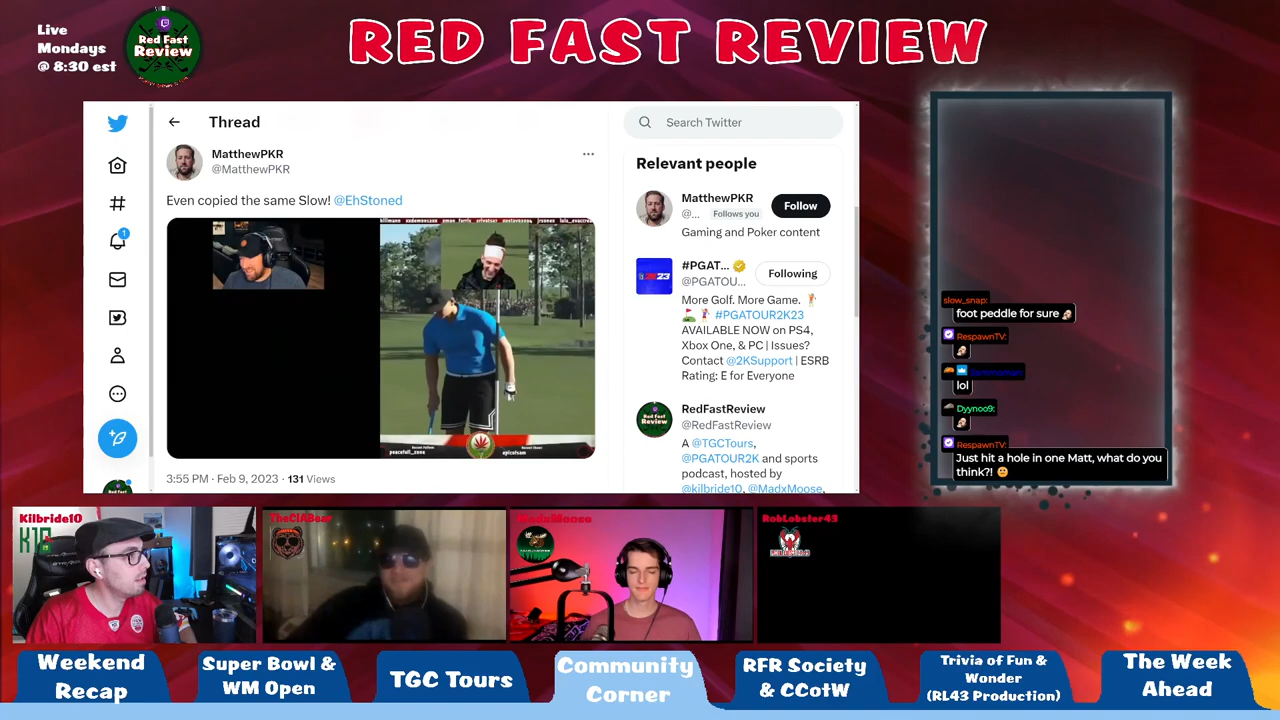 Live
Mondays
@ 8:30 est
Red Fast
Review
RED FAST REVIEW
Thread
MatthewPKR
@MatthewPKR
Even copied the same Slow! @EhStoned
peacefull_zone
apicofsam
3:55 PM · Feb 9, 2023 · 131 Views
Search Twitter
Relevant people
MatthewPKR
@... Follows you
Follow
Gaming and Poker content
#PGAT...
@PGATOU...
Following
More Golf. More Game.
#PGATOUR2K23
AVAILABLE NOW on PS4,
Xbox One, & PC | Issues?
Contact @2KSupport | ESRB
Rating: E for Everyone
RedFastReview
@RedFastReview
A @TGCTours,
@PGATOUR2K and sports
podcast, hosted by
@kilbride10, @MadxMoose,
slow_snap:
foot peddle for sure
RespawnTV:
lol
Dyynoo9:
RespawnTV:
Just hit a hole in one Matt, what do you
think?!
Kilbride10
K10
TheCIABear
MadxMoose
RobLobster43
Weekend
Recap
Super Bowl &
WM Open
TGC Tours
Community
Corner
RFR Society
& CCotW
Trivia of Fun &
Wonder
(RL43 Production)
The Week
Ahead